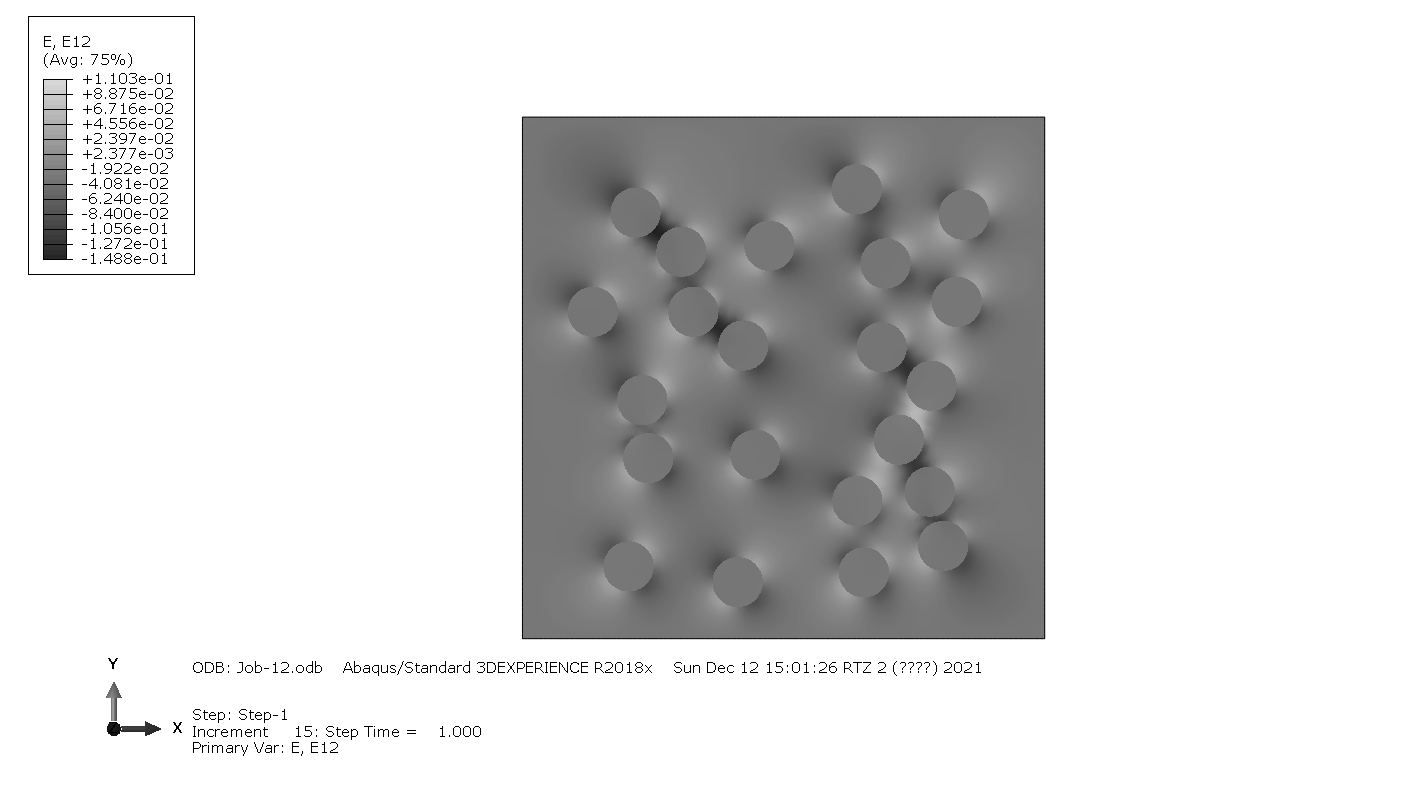 E, E12
(Avg: 75%)
+1.103e-01
+8.875e-02
+6.716e-02
+4.556e-02
+2.397e-02
+2.377e-03
-1.922e-02
-4.081e-02
-6.240e-02
-8.400e-02
-1.056e-01
-1.272e-01
-1.488e-01
Y
X
ODB: Job-12.odb    Abaqus/Standard 3DEXPERIENCE R2018x    Sun Dec 12 15:01:26 RTZ 2 (????) 2021
Step: Step-1
Increment     15: Step Time =    1.000
Primary Var: E, E12